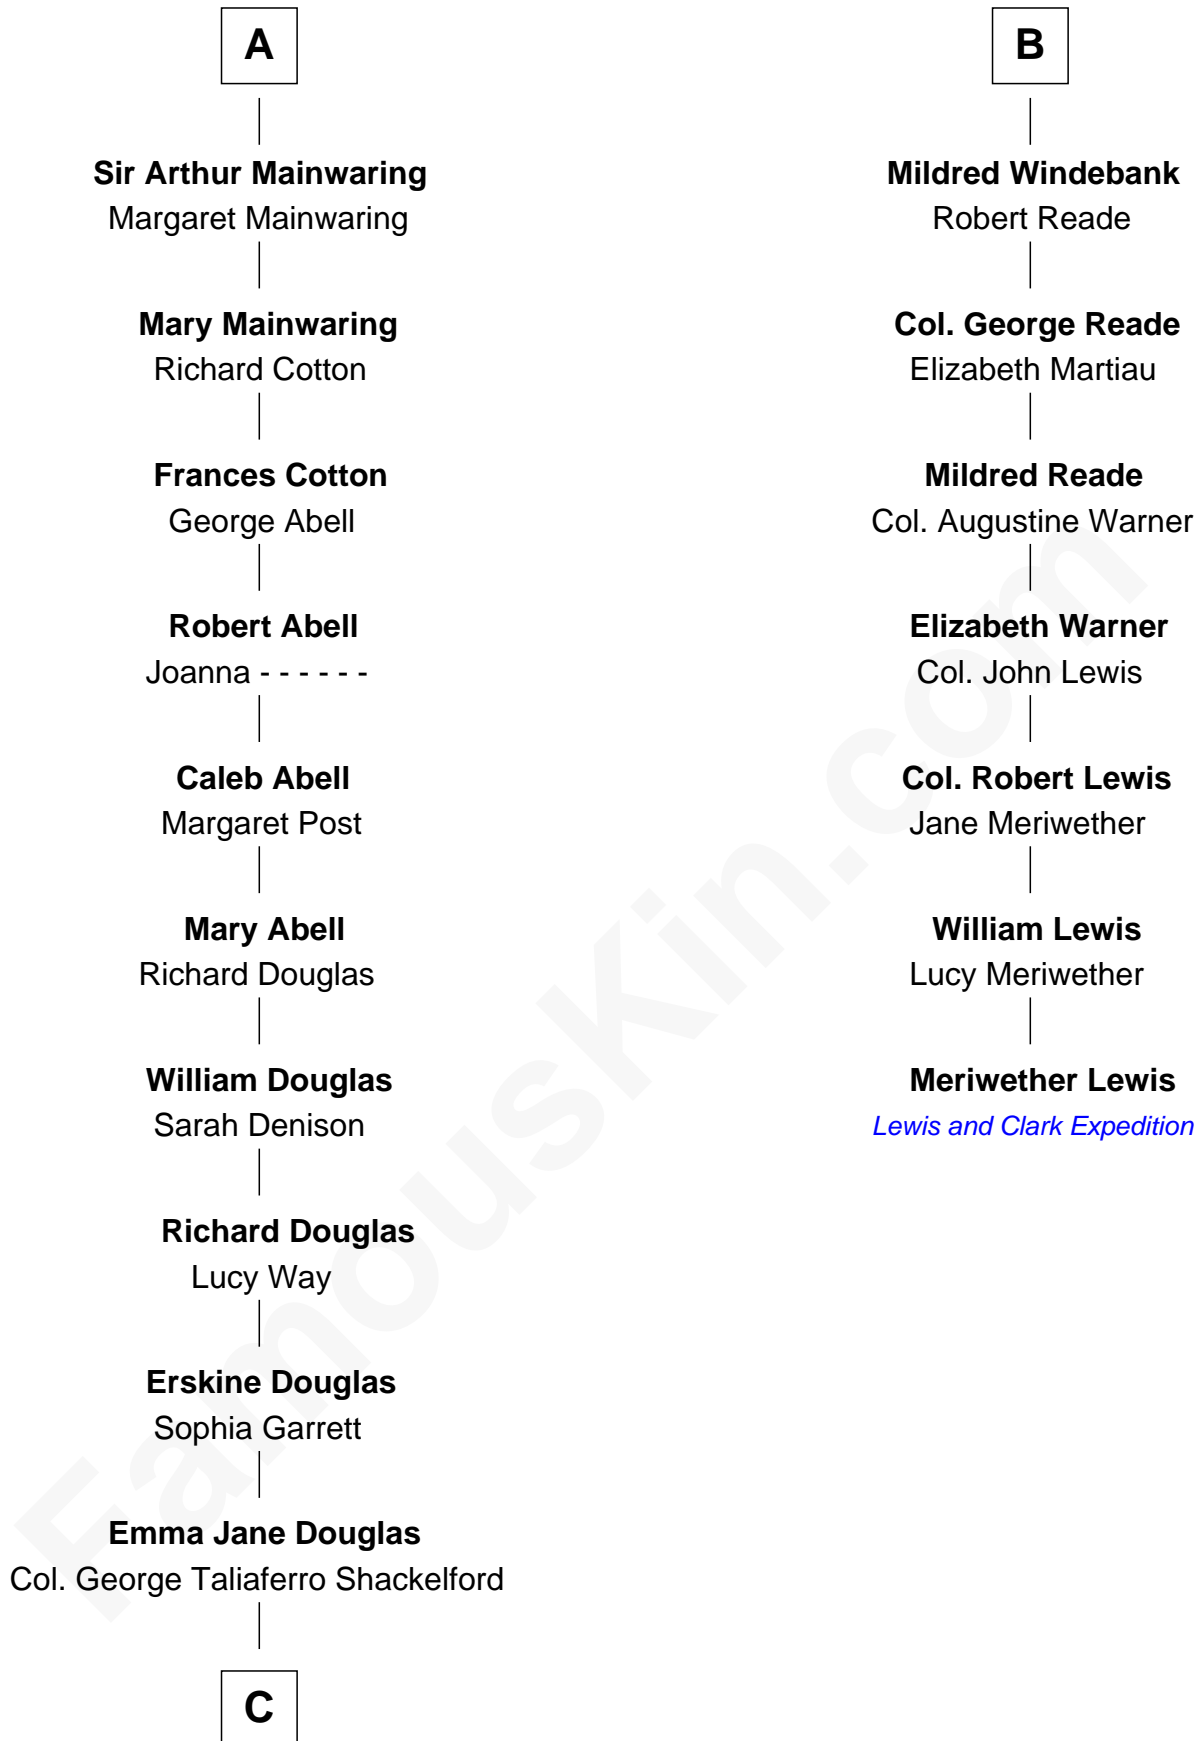 A
Sir Arthur Mainwaring
Margaret Mainwaring
Mary Mainwaring
Richard Cotton
Frances Cotton
George Abell
Robert Abell
Joanna - - - - - -
Caleb Abell
Margaret Post
Mary Abell
Richard Douglas
William Douglas
Sarah Denison
Richard Douglas
Lucy Way
Erskine Douglas
Sophia Garrett
Emma Jane Douglas
Col. George Taliaferro Shackelford
C
B
Mildred Windebank
Robert Reade
Col. George Reade
Elizabeth Martiau
Mildred Reade
Col. Augustine Warner
Elizabeth Warner
Col. John Lewis
Col. Robert Lewis
Jane Meriwether
William Lewis
Lucy Meriwether
Meriwether Lewis
Lewis and Clark Expedition
FamousKin.com